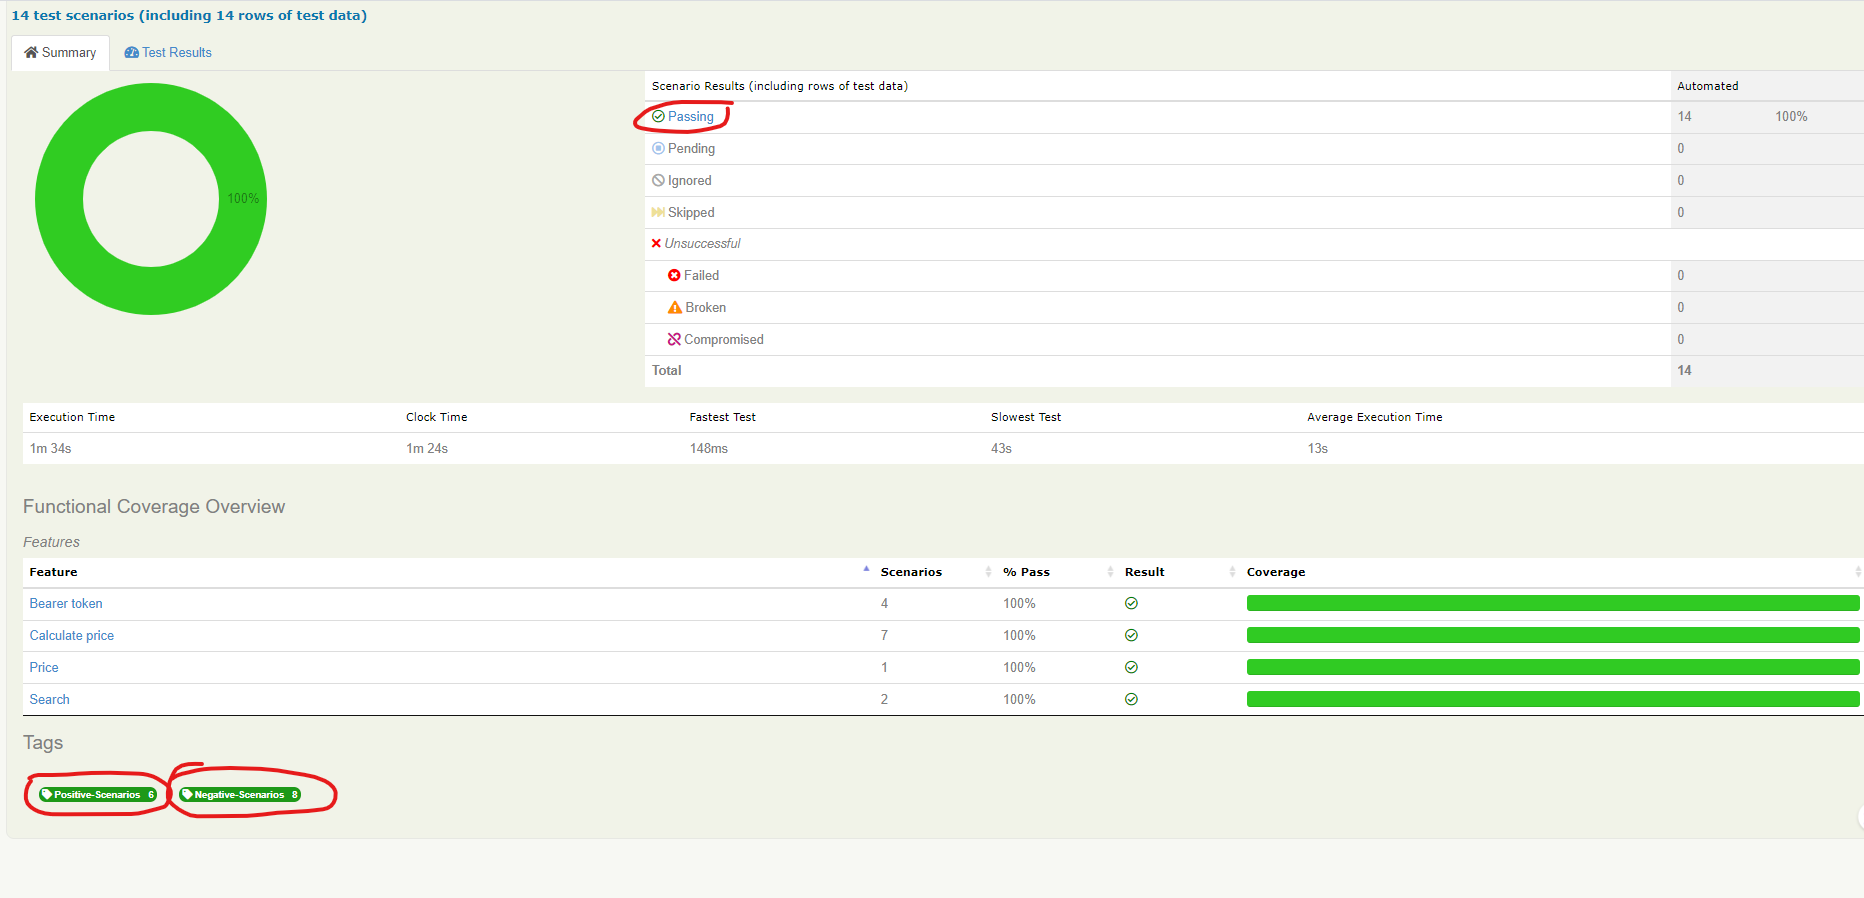 14 test scenarios (including 14 rows of test data)
Summary Test Results
100%
Scenario Results (including rows of test data) Automated
Passing 14 100%
Pending 0
Ignored 0
Skipped 0
Unsuccessful
Failed 0
Broken 0
Compromised 0
Total 14
Execution Time Clock Time Fastest Test Slowest Test Average Execution Time
1m 34s 1m 24s 148ms 43s 13s
Functional Coverage Overview
Features
Feature Scenarios % Pass Result Coverage
Bearer token 4 100%
Calculate price 7 100%
Price 1 100%
Search 2 100%
Tags
Positive-Scenarios 6 Negative-Scenarios 8